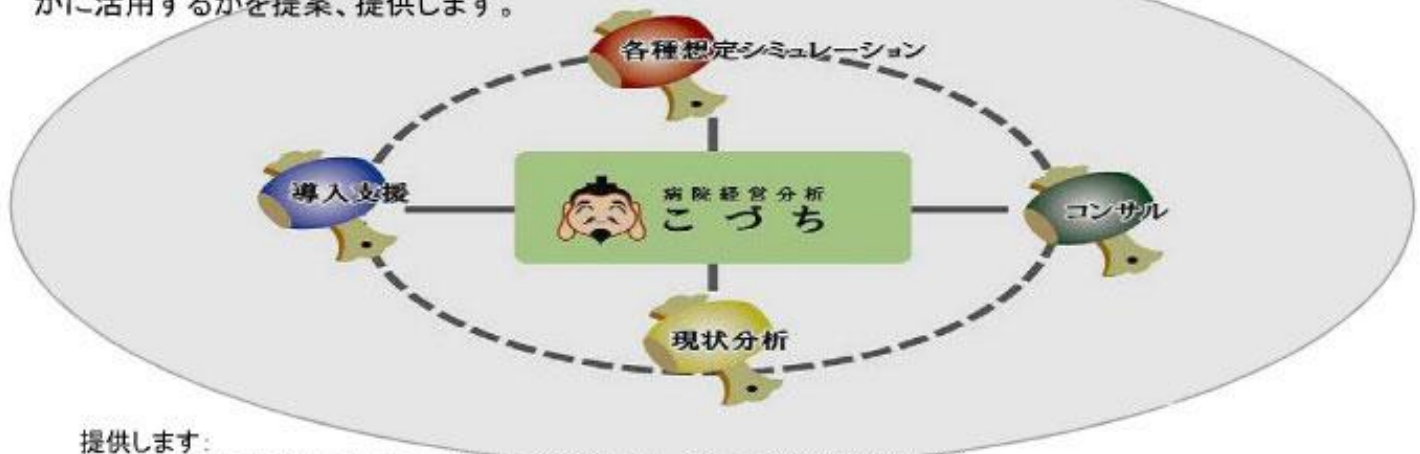 かに活用するかを提案、提供します。
各種想定シミュレーション
導入支援
病院経営分析
こづち
コンサル
現状分析
提供します：